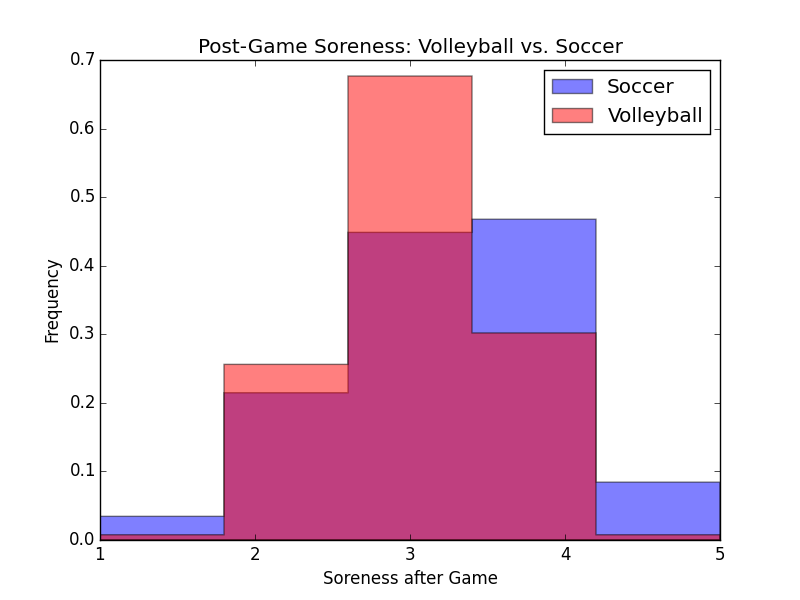 Post-Game Soreness: Volleyball vs. Soccer
0.7
0.6
0.5
0.4
0.3
0.2
0.1
0.0
Frequency
Soccer
Volleyball
1 2 3 4 5
Soreness after Game